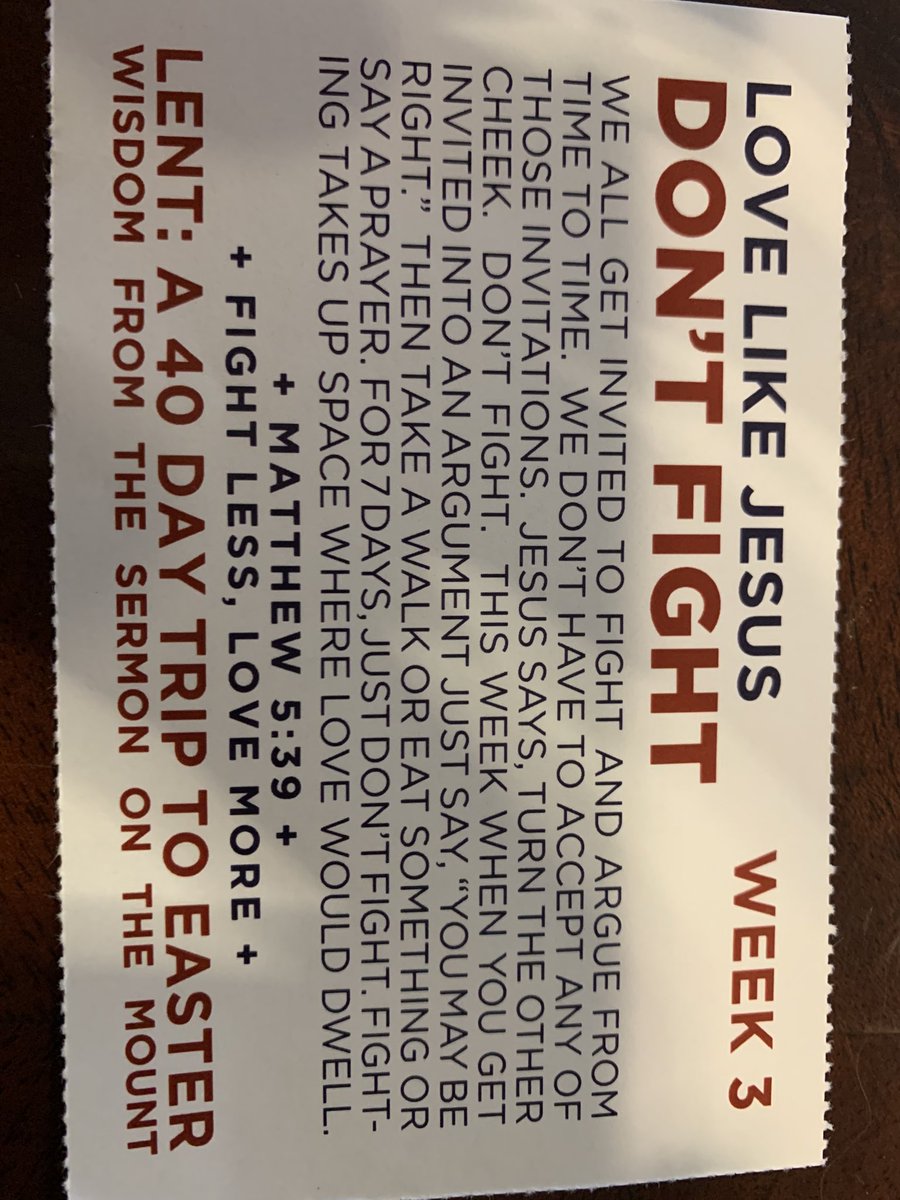 LOVE LIKE JESUS WEEK 3
DON'T FIGHT
WE ALL GET INVITED TO FIGHT AND ARGUE FROM
TIME TO TIME. WE DON'T HAVE TO ACCEPT ANY OF
THOSE INVITATIONS. JESUS SAYS, TURN THE OTHER
CHEEK. DON'T FIGHT. THIS WEEK WHEN YOU GET
INVITED INTO AN ARGUMENT JUST SAY, "YOU MAY BE
RIGHT." THEN TAKE A WALK OR EAT SOMETHING OR
SAY A PRAYER. FOR 7 DAYS, JUST DON'T FIGHT. FIGHT-
ING TAKES UP SPACE WHERE LOVE WOULD DWELL.
+ MATTHEW 5:39 +
+ FIGHT LESS, LOVE MORE +
LENT: A 40 DAY TRIP TO EASTER
WISDOM FROM THE SERMON ON THE MOUNT